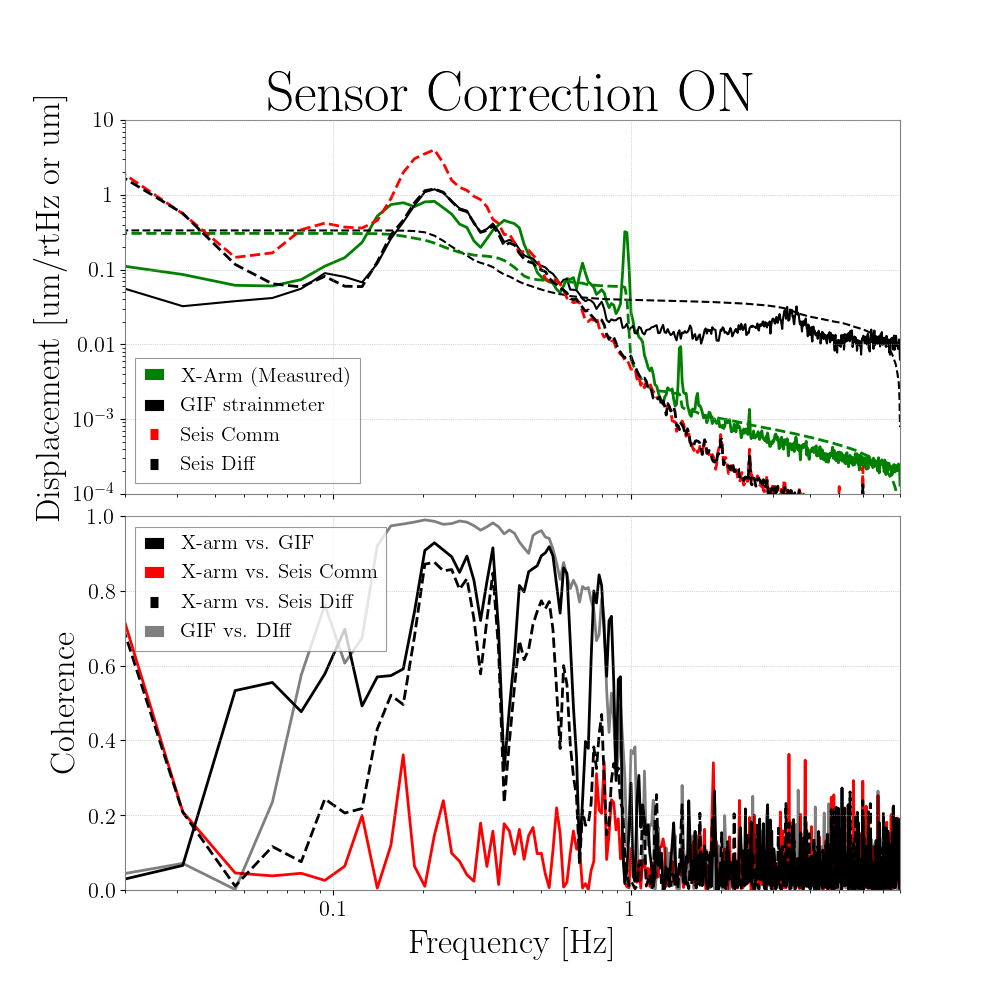 Sensor Correction ON
Displacement [um/rtHz or um]
10
1
0.1
0.01
10⁻³
10⁻⁴
X-Arm (Measured)
GIF strainmeter
Seis Comm
Seis Diff
Coherence
1.0
0.8
0.6
0.4
0.2
0.0
X-arm vs. GIF
X-arm vs. Seis Comm
X-arm vs. Seis Diff
GIF vs. DIff
0.1
1
Frequency [Hz]